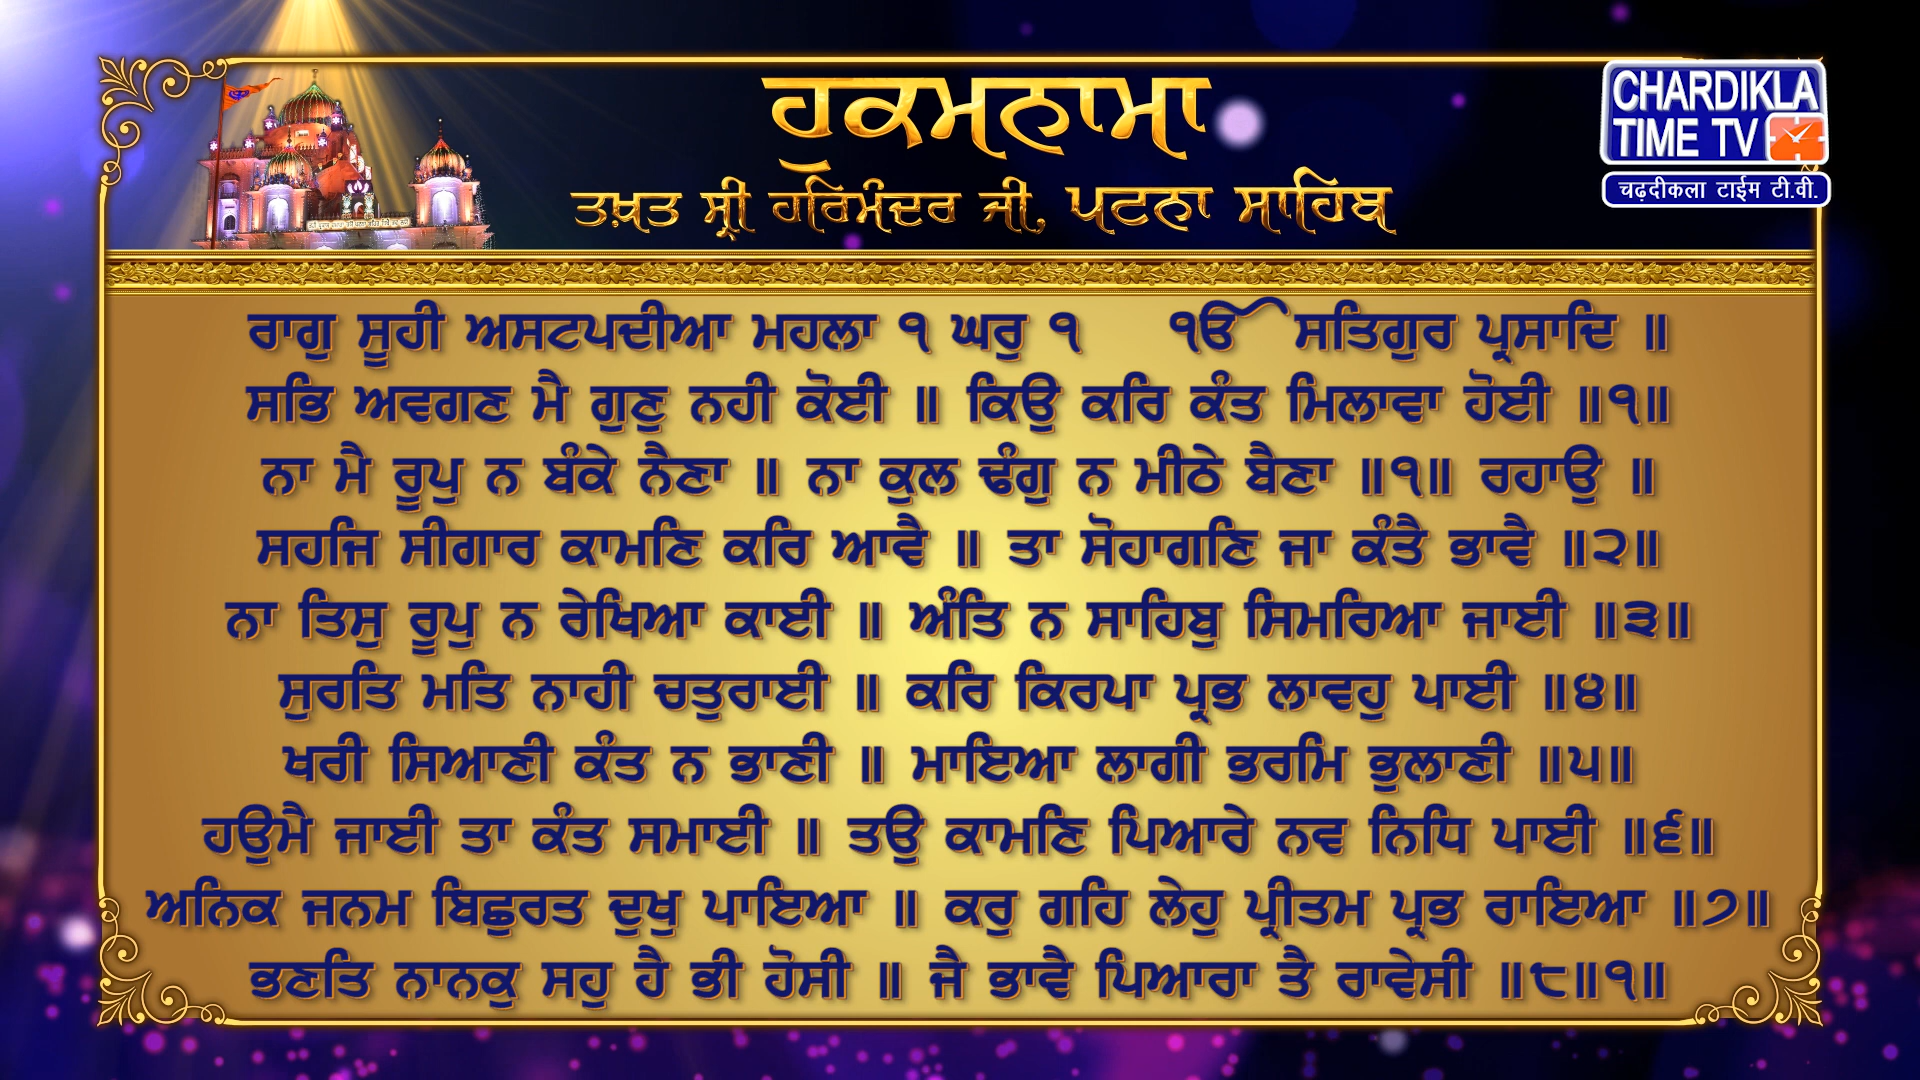 ਹੁਕਮਨਾਮਾ
ਤਖ਼ਤ ਸ੍ਰੀ ਹਰਿਮੰਦਰ ਜੀ, ਪਟਨਾ ਸਾਹਿਬ
CHARDIKLA
TIME TV
चढ़दीकला टाईम टी.वी.
ਰਾਗੁ ਸੂਹੀ ਅਸਟਪਦੀਆ ਮਹਲਾ ੧ ਘਰੁ ੧ ੴ ਸਤਿਗੁਰ ਪ੍ਰਸਾਦਿ ॥
ਸਭਿ ਅਵਗਣ ਮੈ ਗੁਣੁ ਨਹੀ ਕੋਈ ॥ ਕਿਉ ਕਰਿ ਕੰਤ ਮਿਲਾਵਾ ਹੋਈ ॥੧॥
ਨਾ ਮੈ ਰੂਪੁ ਨ ਬੰਕੇ ਨੈਣਾ ॥ ਨਾ ਕੁਲ ਢੰਗੁ ਨ ਮੀਠੇ ਬੈਣਾ ॥੧॥ ਰਹਾਉ ॥
ਸਹਜਿ ਸੀਗਾਰ ਕਾਮਣਿ ਕਰਿ ਆਵੈ ॥ ਤਾ ਸੋਹਾਗਣਿ ਜਾ ਕੰਤੈ ਭਾਵੈ ॥੨॥
ਨਾ ਤਿਸੁ ਰੂਪੁ ਨ ਰੇਖਿਆ ਕਾਈ ॥ ਅੰਤਿ ਨ ਸਾਹਿਬੁ ਸਿਮਰਿਆ ਜਾਈ ॥੩॥
ਸੁਰਤਿ ਮਤਿ ਨਾਹੀ ਚਤੁਰਾਈ ॥ ਕਰਿ ਕਿਰਪਾ ਪ੍ਰਭ ਲਾਵਹੁ ਪਾਈ ॥੪॥
ਖਰੀ ਸਿਆਣੀ ਕੰਤ ਨ ਭਾਣੀ ॥ ਮਾਇਆ ਲਾਗੀ ਭਰਮਿ ਭੁਲਾਣੀ ॥੫॥
ਹਉਮੈ ਜਾਈ ਤਾ ਕੰਤ ਸਮਾਈ ॥ ਤਉ ਕਾਮਣਿ ਪਿਆਰੇ ਨਵ ਨਿਧਿ ਪਾਈ ॥੬॥
ਅਨਿਕ ਜਨਮ ਬਿਛੁਰਤ ਦੁਖੁ ਪਾਇਆ ॥ ਕਰੁ ਗਹਿ ਲੇਹੁ ਪ੍ਰੀਤਮ ਪ੍ਰਭ ਰਾਇਆ ॥੭॥
ਭਣਤਿ ਨਾਨਕੁ ਸਹੁ ਹੈ ਭੀ ਹੋਸੀ ॥ ਜੈ ਭਾਵੈ ਪਿਆਰਾ ਤੈ ਰਾਵੇਸੀ ॥੮॥੧॥